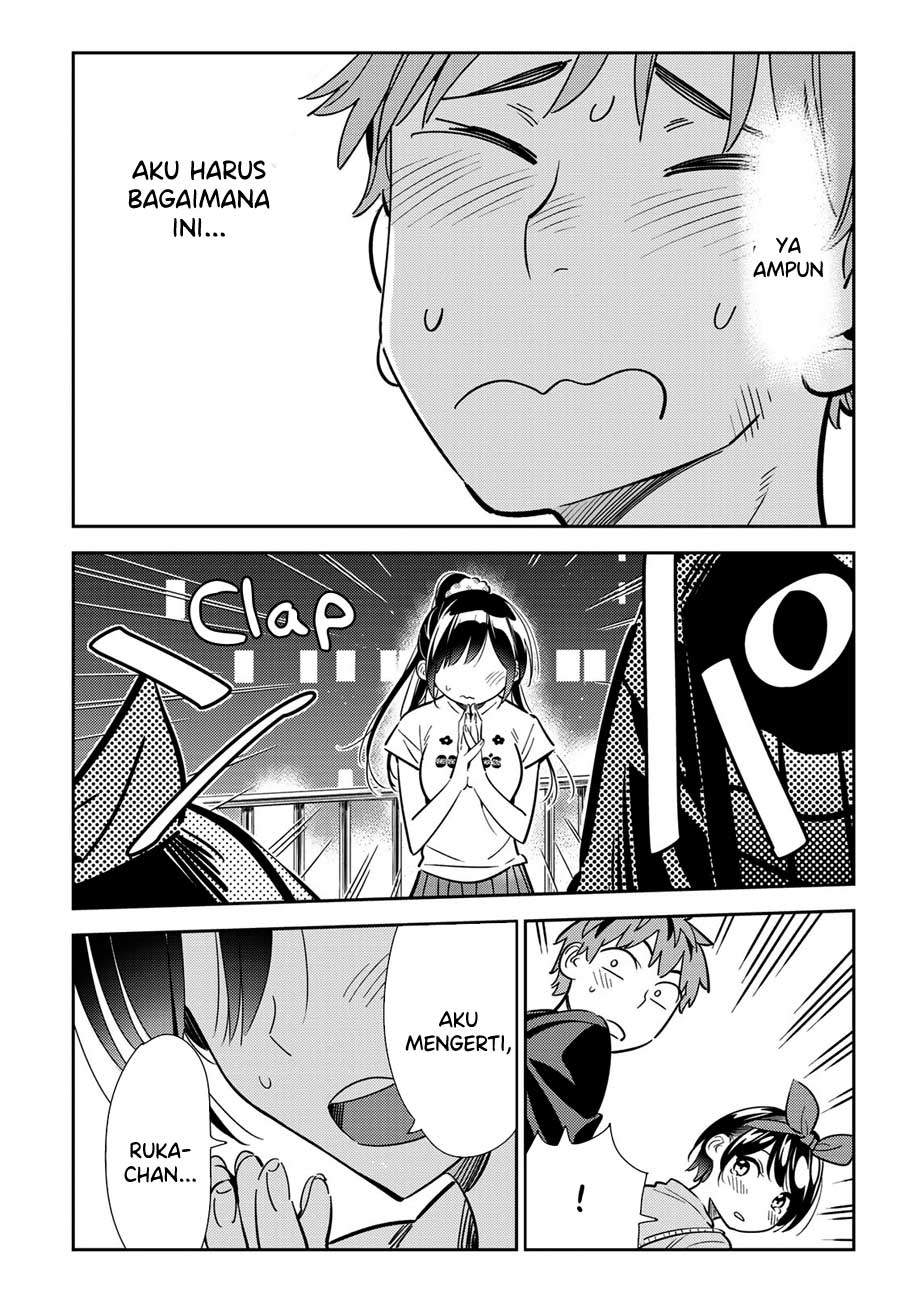 YA
AMPUN
AKU HARUS
BAGAIMANA
INI...
Clap
!
AKU
MENGERTI,
RUKA-
CHAN...